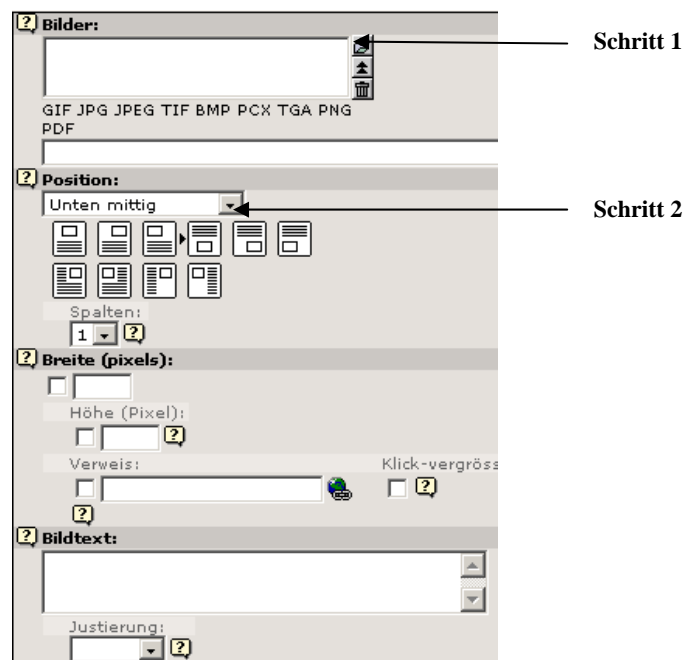 Bilder:
Schritt 1
GIF JPG JPEG TIF BMP PCX TGA PNG
PDF
Position:
Unten mittig
Schritt 2
Spalten:
1
Breite (pixels):
Höhe (Pixel):
Verweis: Klick-vergröss
Bildtext:
Justierung: